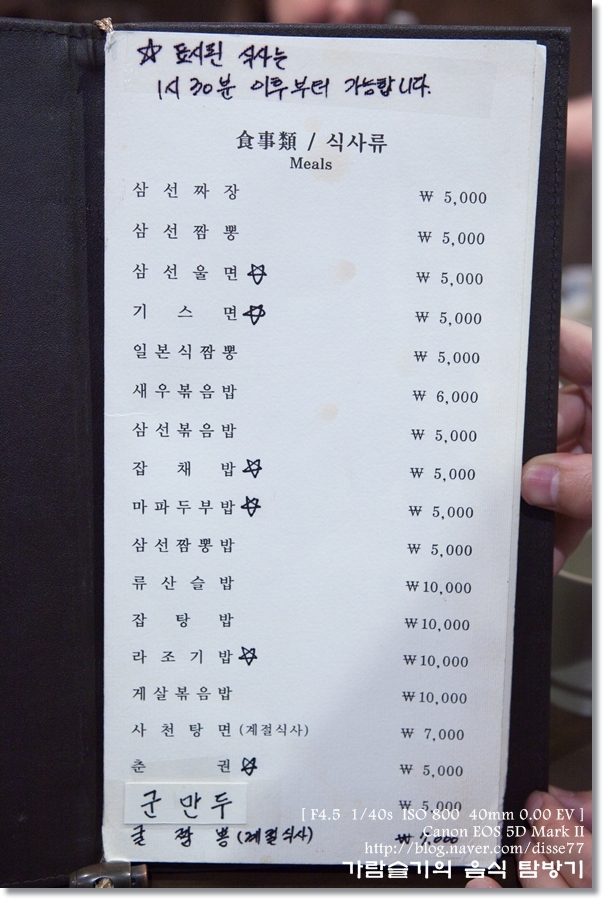 ☆ 표시된 식사는
1시 30분 이후부터 가능합니다.
食事類 / 식사류
Meals
삼선짜장 ₩ 5,000
삼선짬뽕 ₩ 5,000
삼선울면☆ ₩ 5,000
기스면☆ ₩ 5,000
일본식짬뽕 ₩ 5,000
새우볶음밥 ₩ 6,000
삼선볶음밥 ₩ 5,000
잡채밥☆ ₩ 5,000
마파두부밥☆ ₩ 5,000
삼선짬뽕밥 ₩ 5,000
류산슬밥 ₩10,000
잡탕밥 ₩10,000
라조기밥☆ ₩10,000
게살볶음밥 ₩10,000
사천탕면(계절식사) ₩ 7,000
춘권☆ ₩ 5,000
군만두 ₩ 5,000
굴짬뽕(계절식사) ₩
[ F4.5 1/40s ISO 800 40mm 0.00 EV ]
Canon EOS 5D Mark II
http://blog.naver.com/disse77
가람슬기의 음식 탐방기